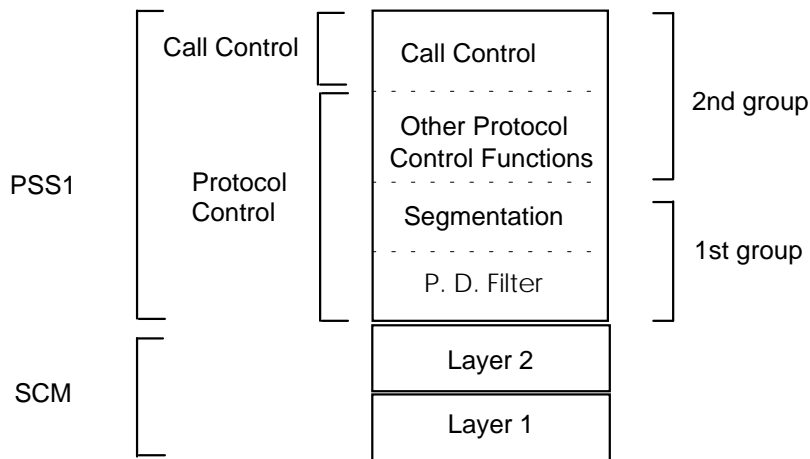 Call Control
Call Control
2nd group
Other Protocol
Control Functions
PSS1
Protocol
Control
Segmentation
1st group
P. D. Filter
Layer 2
SCM
Layer 1